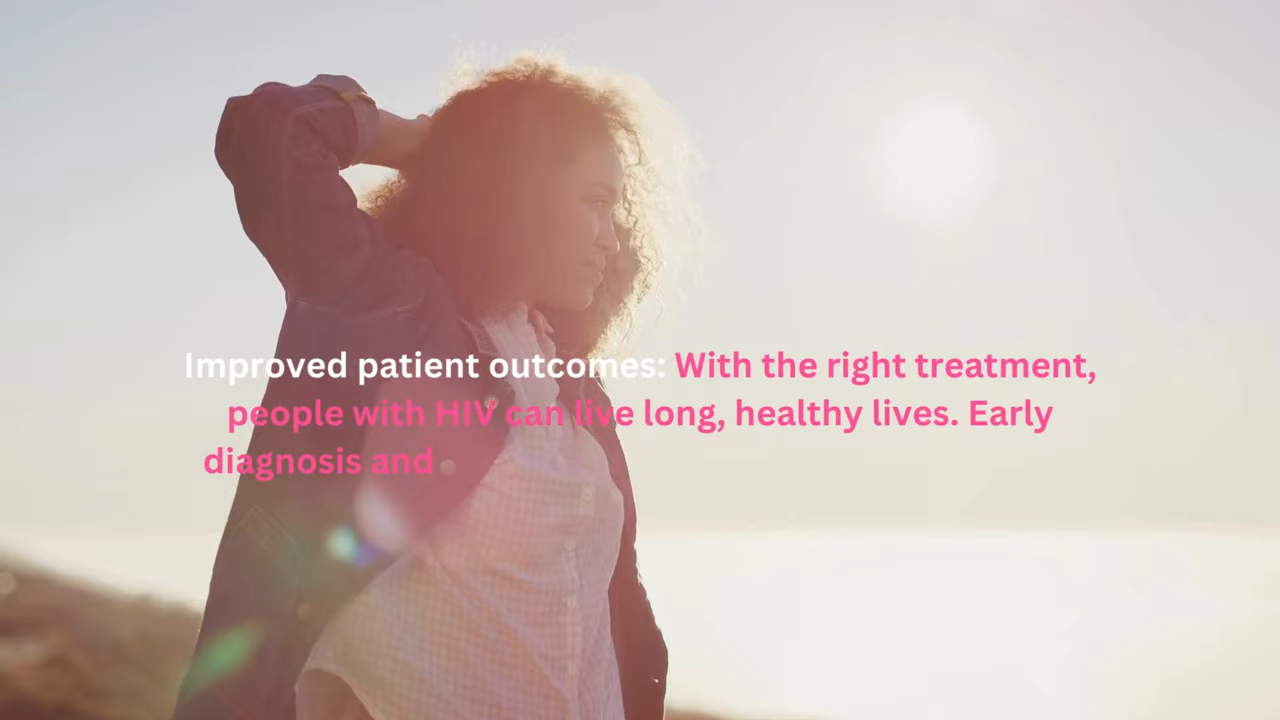 Improved patient outcomes: With the right treatment,
people with HIV can live long, healthy lives. Early
diagnosis and